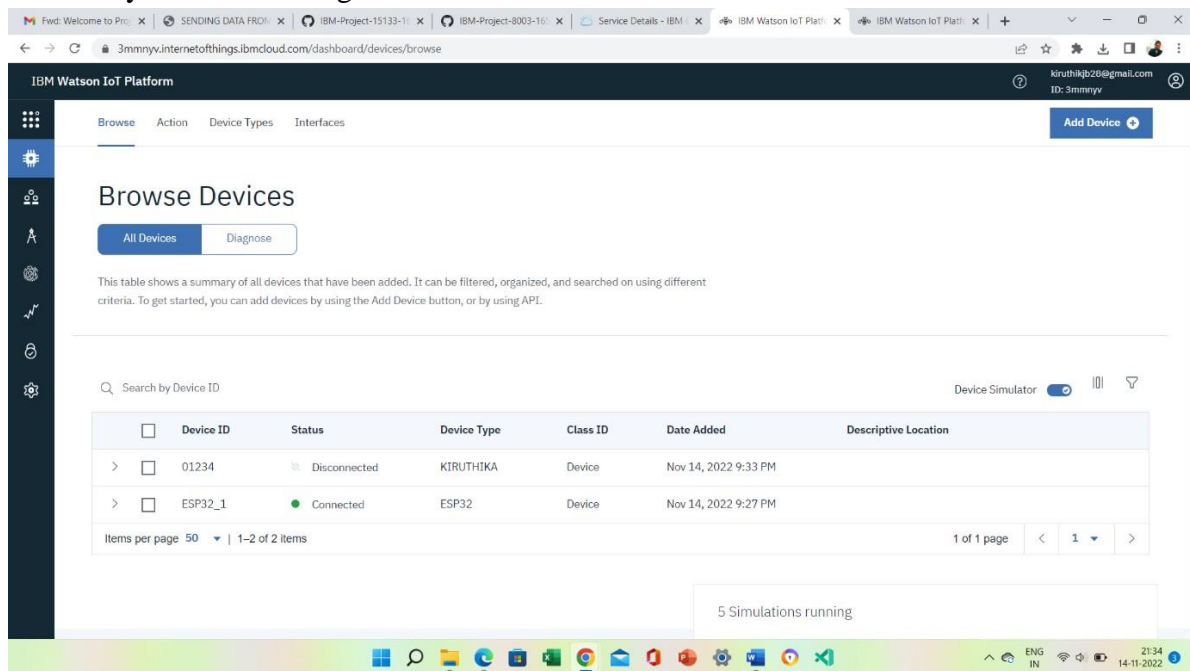 Fwd: Welcome to Proj
SENDING DATA FROM
IBM-Project-15133-1
IBM-Project-8003-16
Service Details - IBM C
IBM Watson IoT Platf
IBM Watson IoT Platf
3mmnyv.internetofthings.ibmcloud.com/dashboard/devices/browse
IBM Watson IoT Platform
kiruthikjb28@gmail.com
ID: 3mmnyv
Browse Action Device Types Interfaces
Add Device
Browse Devices
All Devices Diagnose
This table shows a summary of all devices that have been added. It can be filtered, organized, and searched on using different
criteria. To get started, you can add devices by using the Add Device button, or by using API.
Search by Device ID
Device Simulator
Device ID Status Device Type Class ID Date Added Descriptive Location
01234 Disconnected KIRUTHIKA Device Nov 14, 2022 9:33 PM
ESP32_1 Connected ESP32 Device Nov 14, 2022 9:27 PM
Items per page 50 | 1–2 of 2 items 1 of 1 page 1
5 Simulations running
ENG
IN
21:34
14-11-2022
3